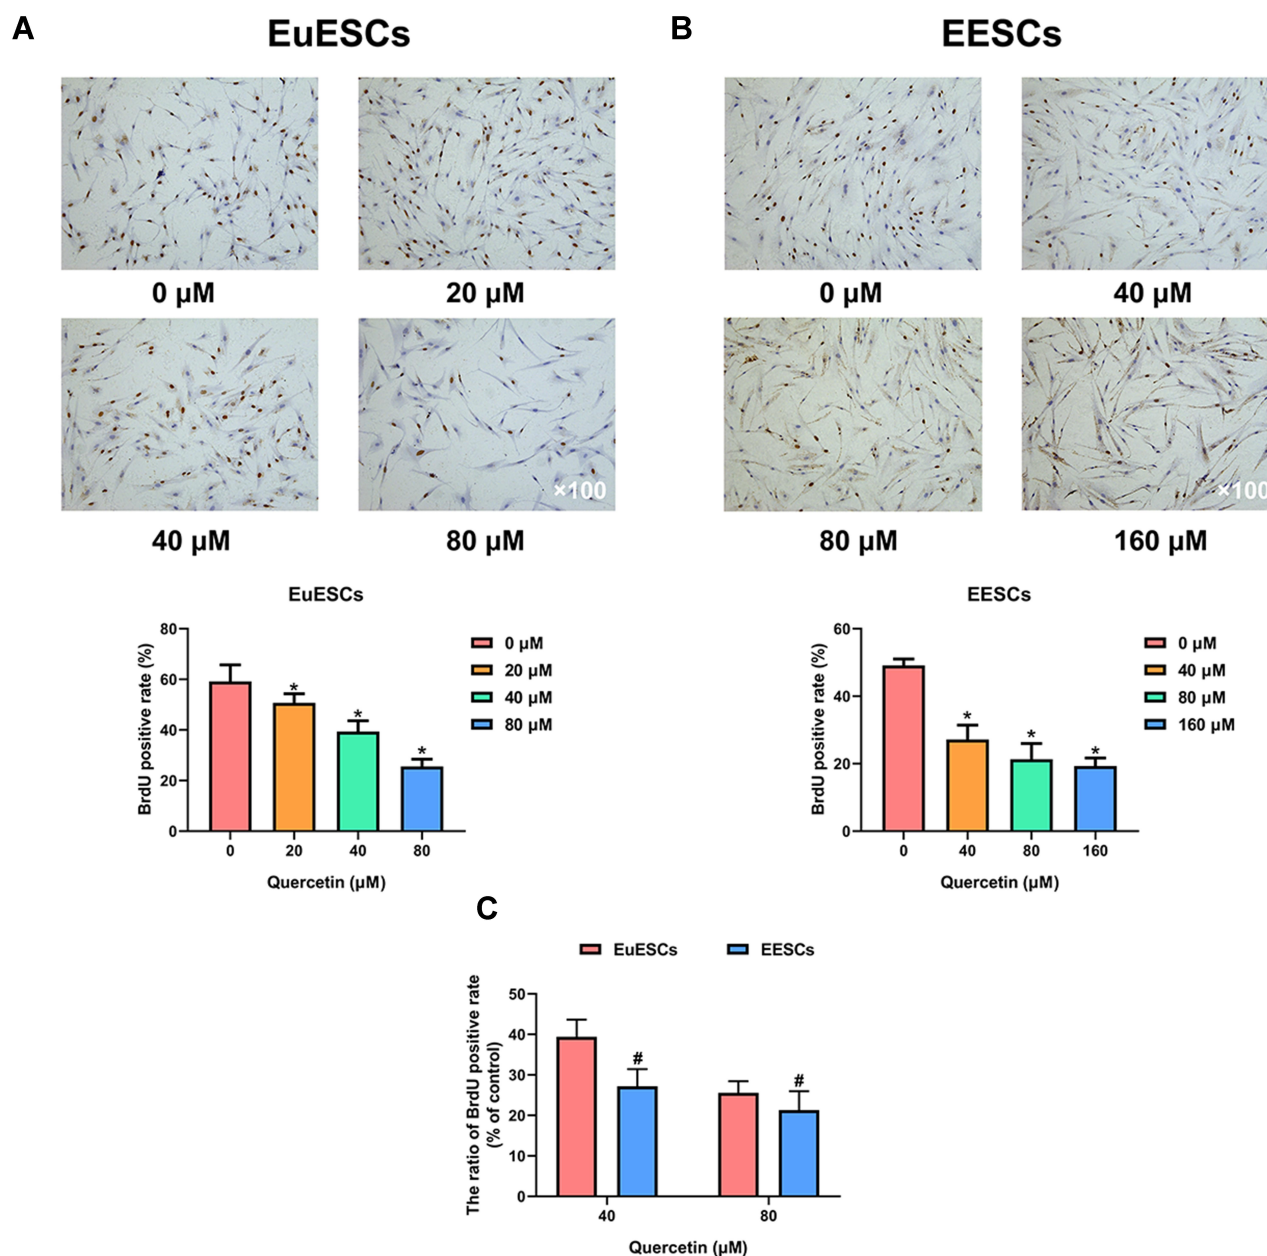 A
EuESCs
B
EESCs
0 μM
20 μM
0 μM
40 μM
×100
×100
40 μM
80 μM
80 μM
160 μM
EuESCs
BrdU positive rate (%)
80
60
40
20
0
*
*
*
0
20
40
80
Quercetin (μM)
0 μM
20 μM
40 μM
80 μM
EESCs
BrdU positive rate (%)
60
40
20
0
*
*
*
0
40
80
160
Quercetin (μM)
0 μM
40 μM
80 μM
160 μM
C
EuESCs
EESCs
The ratio of BrdU positive rate
(% of control)
50
40
30
20
10
0
#
#
40
80
Quercetin (μM)